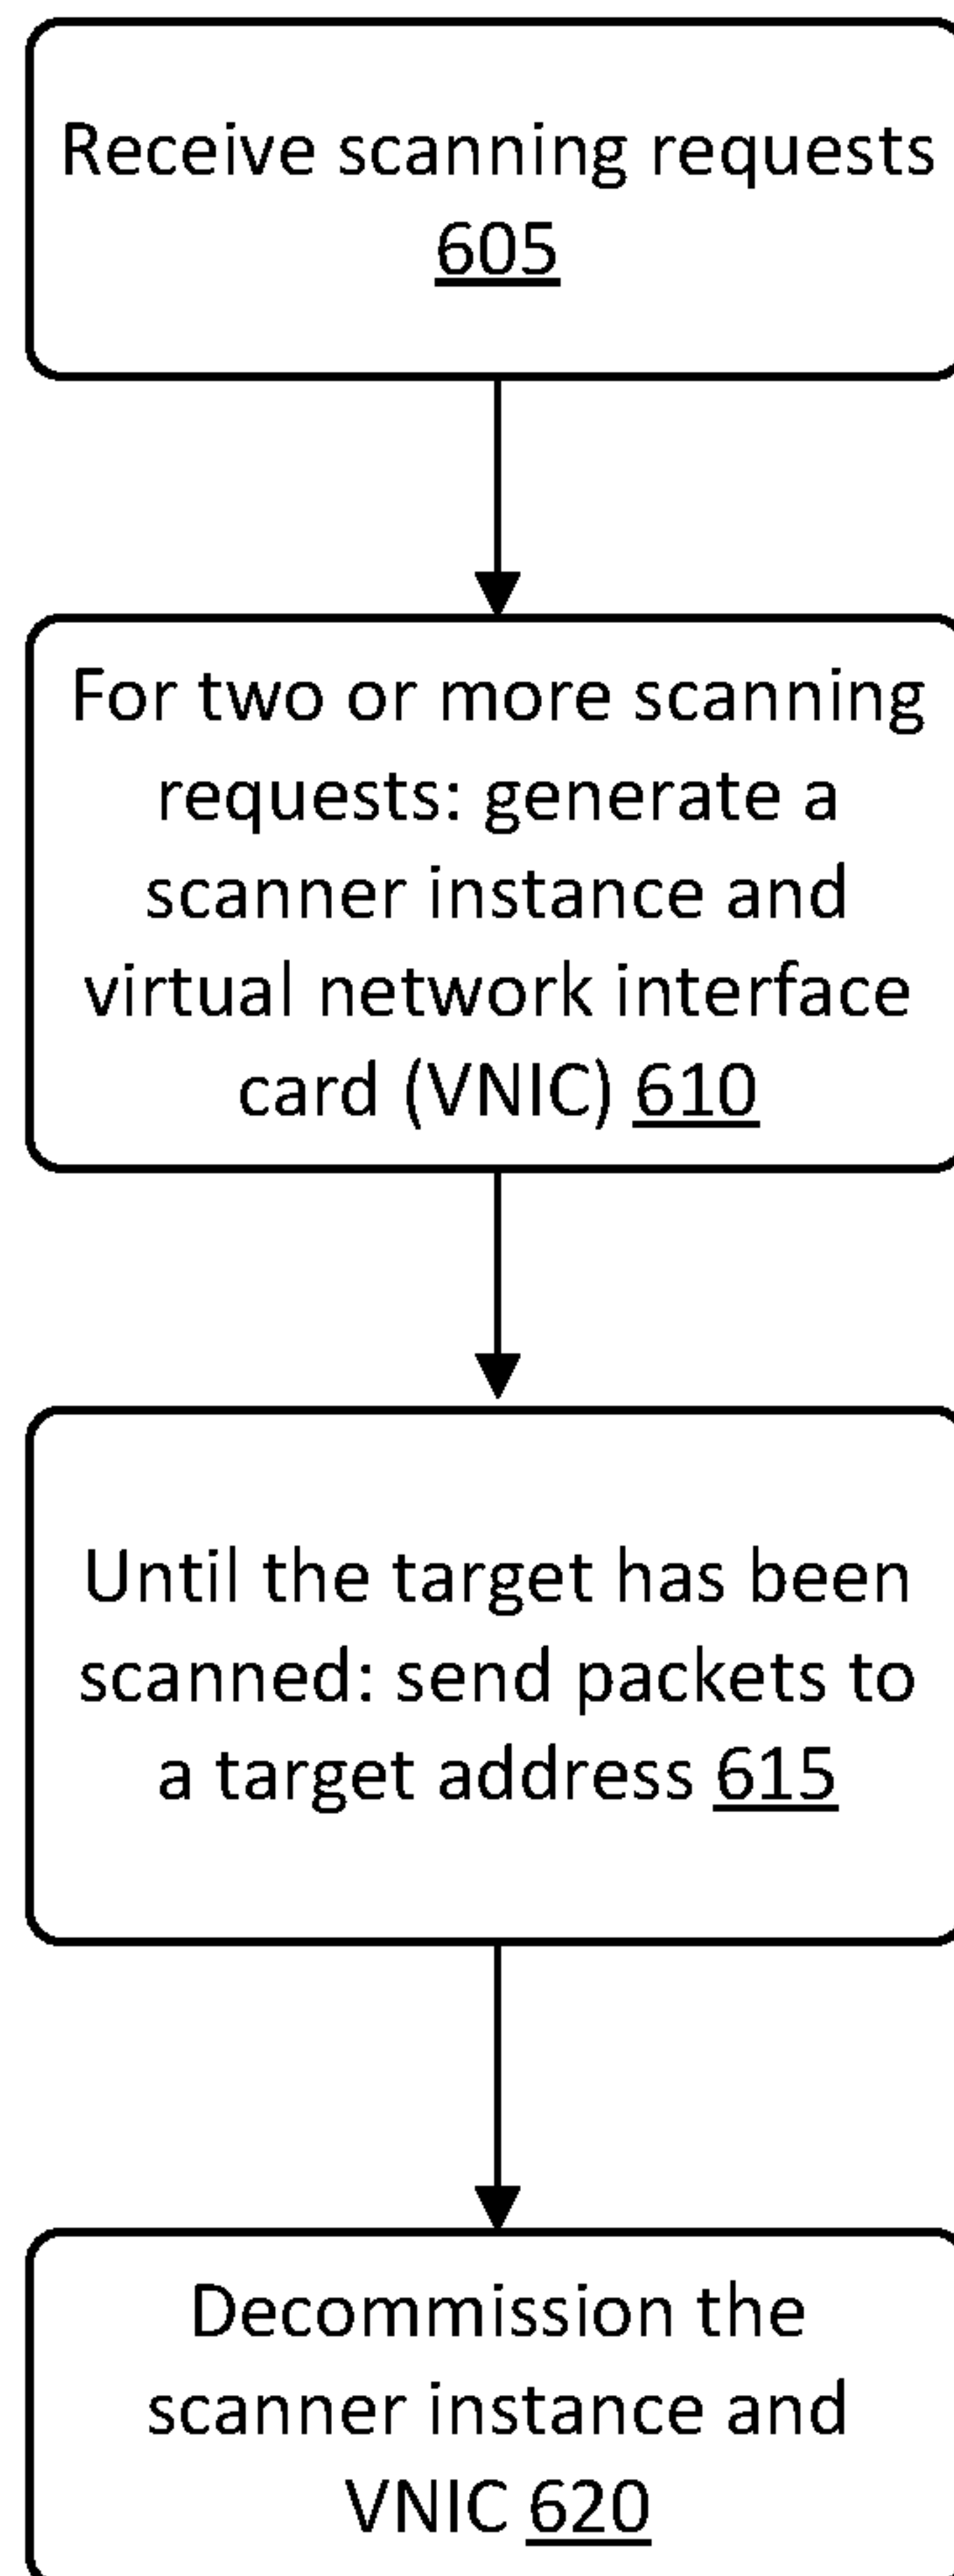 Receive scanning requests
605
For two or more scanning
requests: generate a
scanner instance and
virtual network interface
card (VNIC) 610
Until the target has been
scanned: send packets to
a target address 615
Decommission the
scanner instance and
VNIC 620